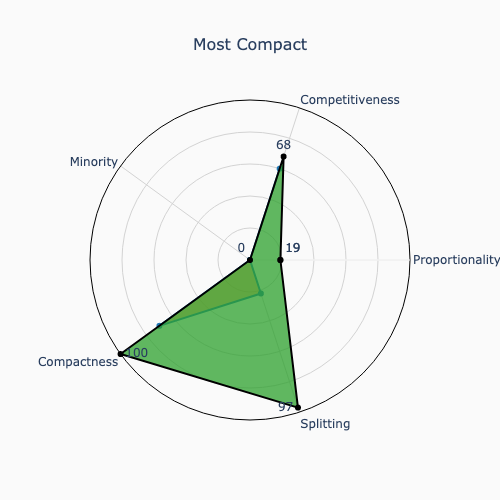 Most Compact
Competitiveness
68
Minority
0
19
Proportionality
100
Compactness
97
Splitting